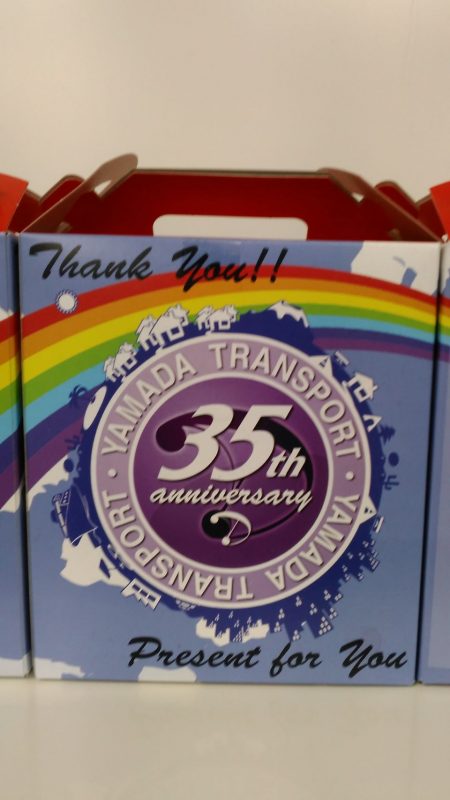 Thank You!!
YAMADA TRANSPORT · YAMADA TRANSPORT ·
35th
anniversary
Present for You